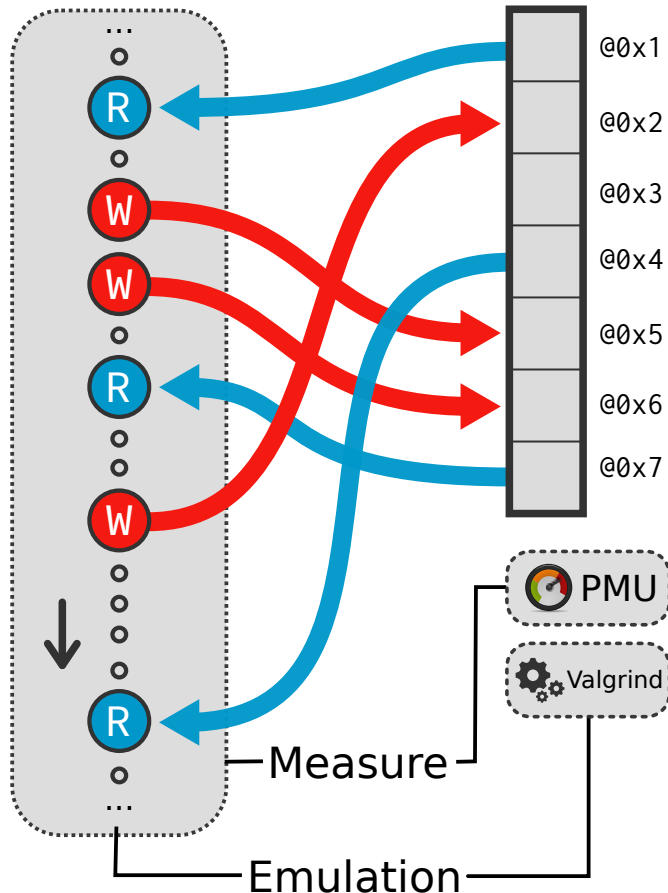 ...
R
W
W
R
W
R
...
@0x1
@0x2
@0x3
@0x4
@0x5
@0x6
@0x7
PMU
Valgrind
Measure
Emulation